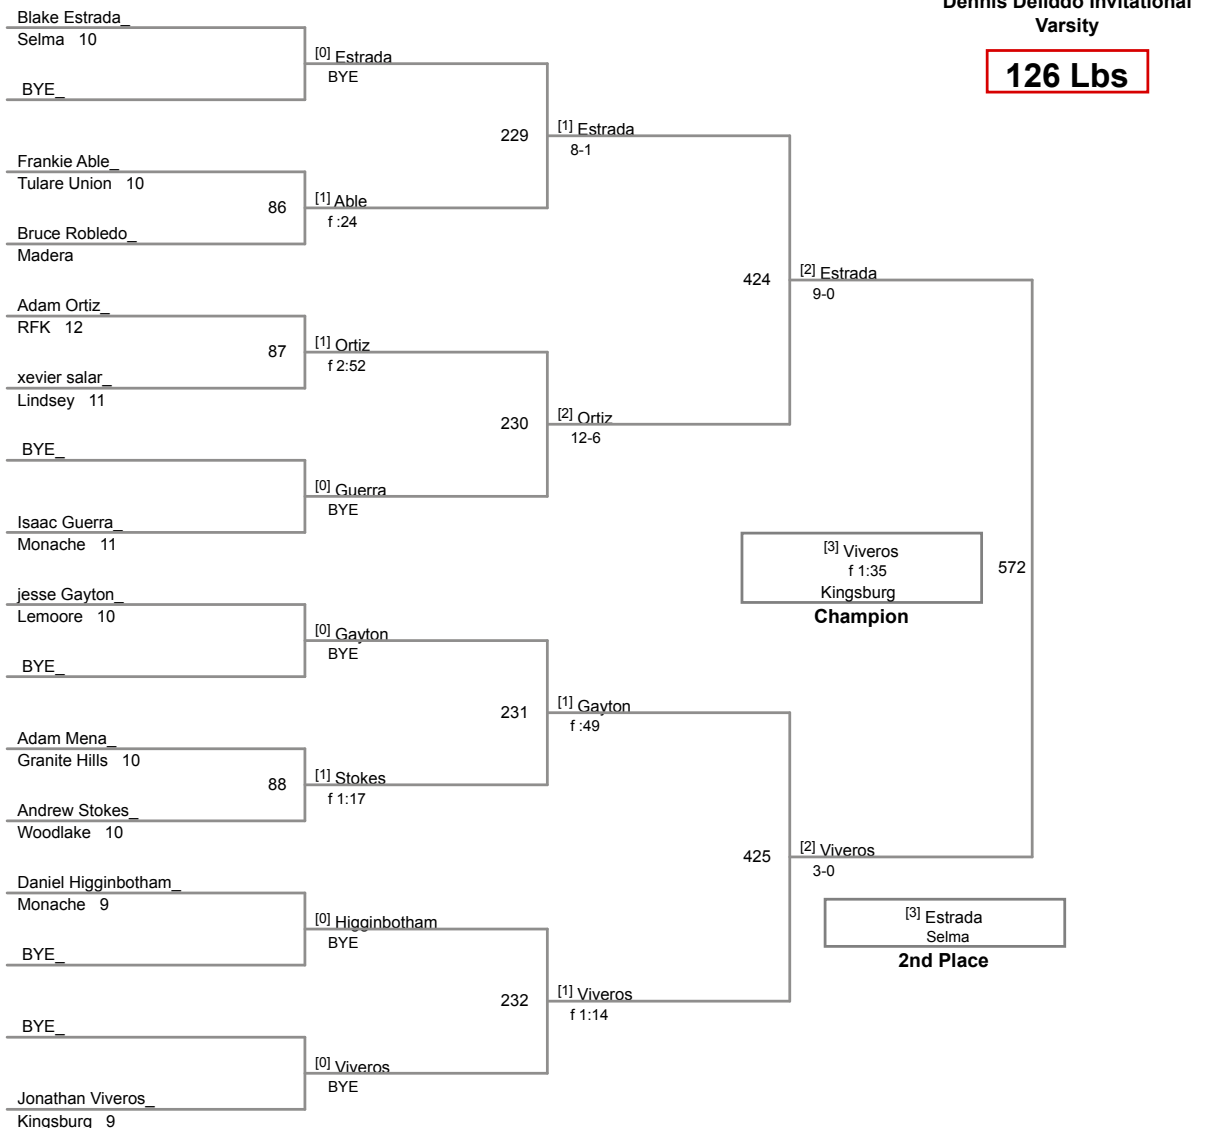 Dennis Deliddo Invitational
Varsity
126 Lbs
Blake Estrada_
Selma 10
BYE_
Frankie Able_
Tulare Union 10
Bruce Robledo_
Madera
Adam Ortiz_
RFK 12
xevier salar_
Lindsey 11
BYE_
Isaac Guerra_
Monache 11
jesse Gayton_
Lemoore 10
BYE_
Adam Mena_
Granite Hills 10
Andrew Stokes_
Woodlake 10
Daniel Higginbotham_
Monache 9
BYE_
BYE_
Jonathan Viveros_
Kingsburg 9
[0] Estrada
BYE
86
[1] Able
f :24
87
[1] Ortiz
f 2:52
[0] Guerra
BYE
[0] Gayton
BYE
88
[1] Stokes
f 1:17
[0] Higginbotham
BYE
[0] Viveros
BYE
229
[1] Estrada
8-1
230
[2] Ortiz
12-6
231
[1] Gayton
f :49
232
[1] Viveros
f 1:14
424
[2] Estrada
9-0
425
[2] Viveros
3-0
572
[3] Viveros
f 1:35
Kingsburg
Champion
[3] Estrada
Selma
2nd Place